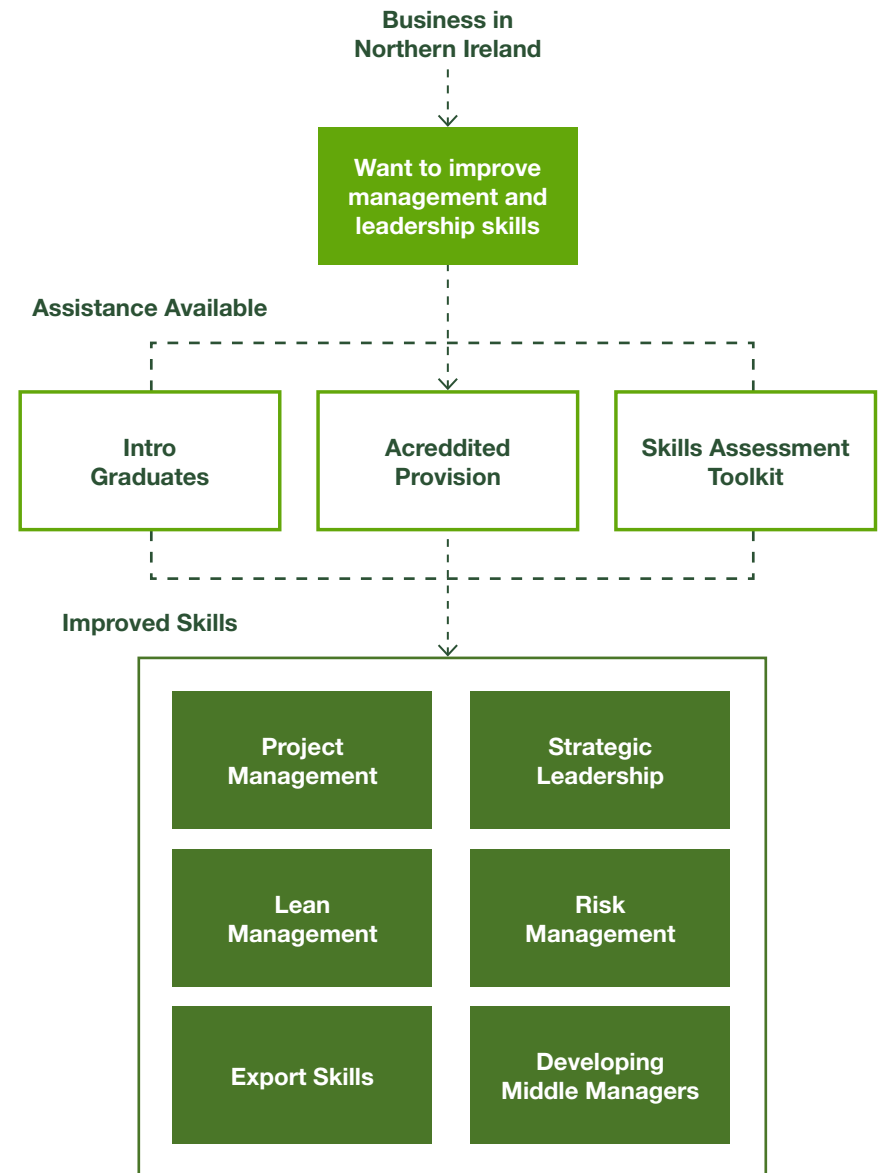 Business in
Northern Ireland
Want to improve
management and
leadership skills
Assistance Available
Intro
Graduates
Acreddited
Provision
Skills Assessment
Toolkit
Improved Skills
Project
Management
Strategic
Leadership
Lean
Management
Risk
Management
Export Skills
Developing
Middle Managers